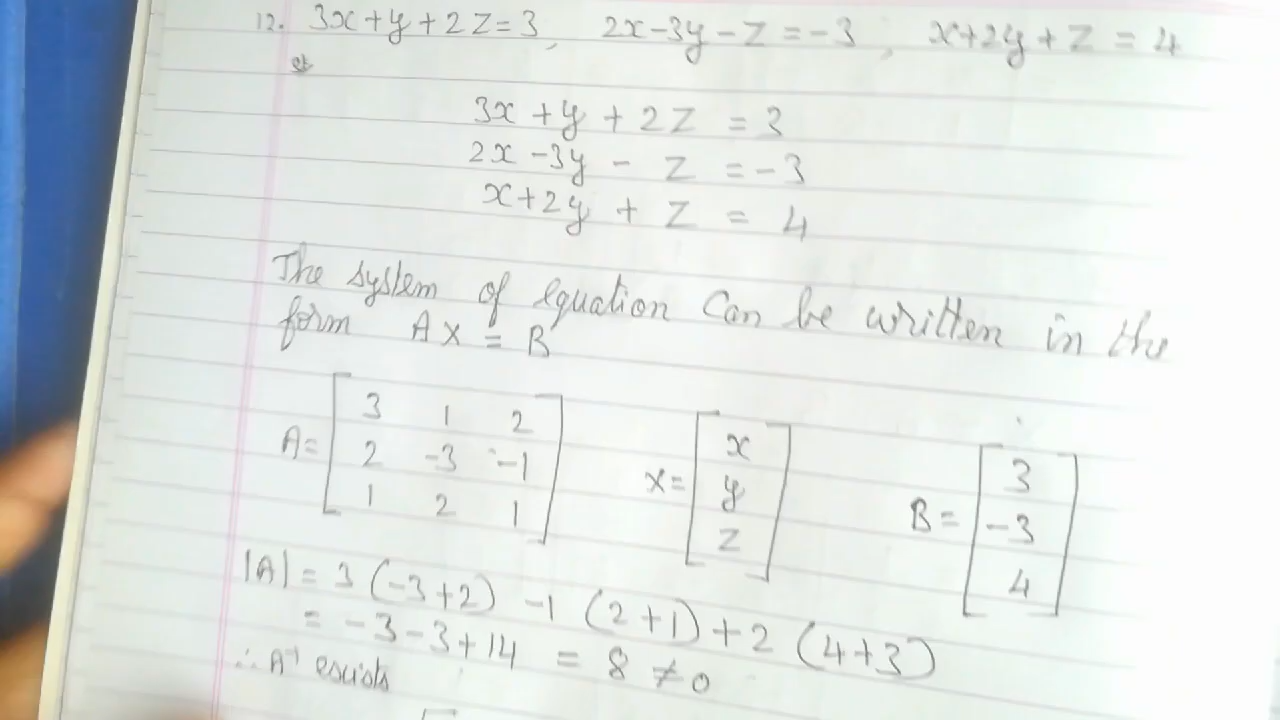 12. 3x+y+2z=3, 2x-3y-z=-3, x+2y+z=4
3x+y+2z=3
2x-3y-z=-3
x+2y+z=4
The system of equation can be written in the
form AX=B
A= [3 1 2 X= [x B= [3
2 -3 -1 y -3
1 2 1] z] 4]
|A| = 3(-3+2) -1(2+1)+2(4+3)
= -3-3+14 = 8 ≠0
∴ A⁻¹ exists